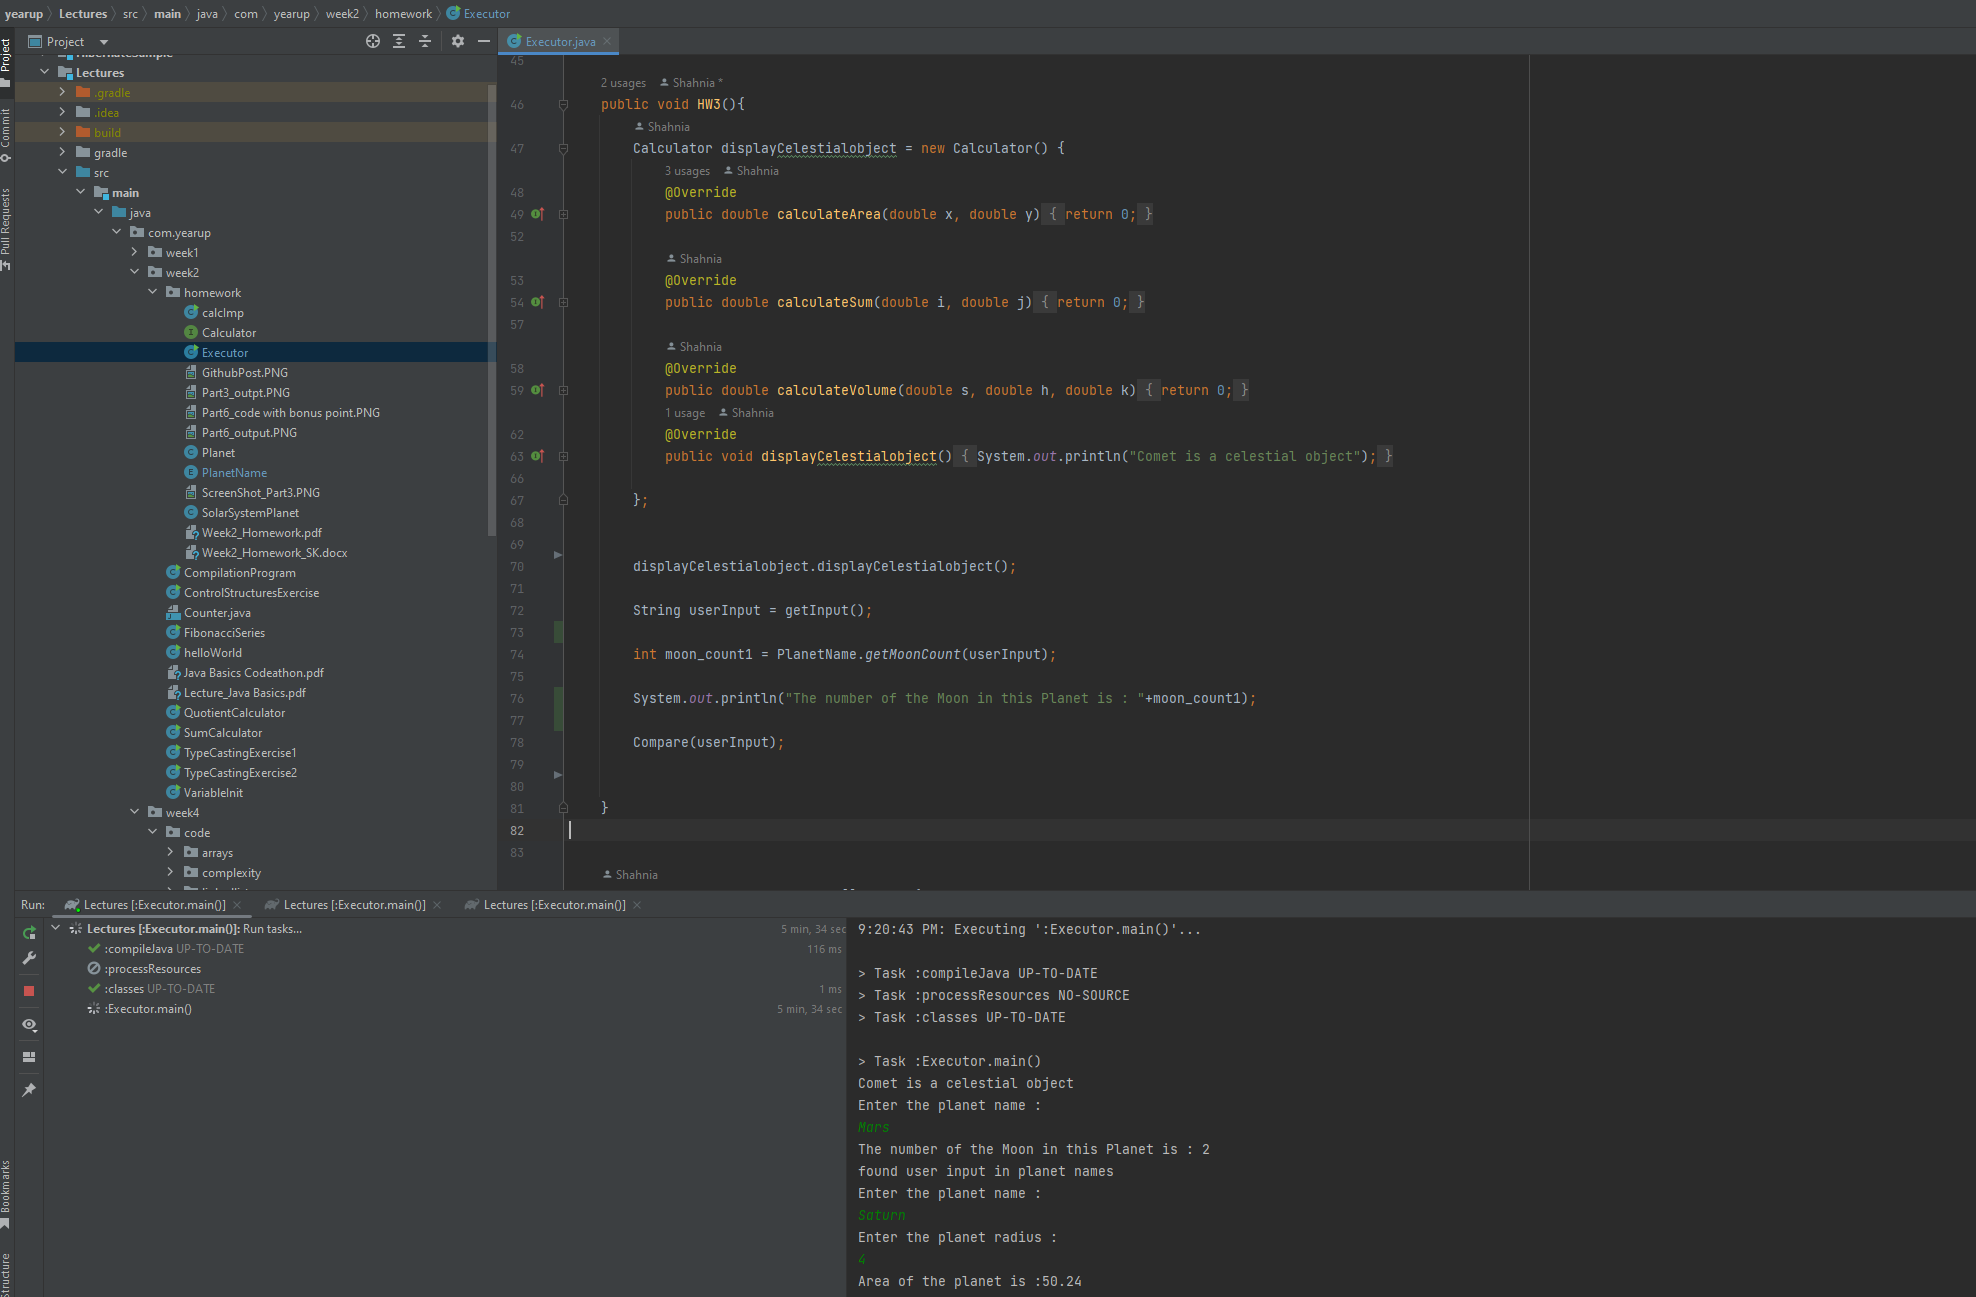 yearup Lectures src main java com yearup week2 homework Executor
Project
Executor.java
Project
Commit
Pull Requests
Bookmarks
Structure
HibernateSample
Lectures
.gradle
.idea
build
gradle
src
main
java
com.yearup
week1
week2
homework
calcImp
Calculator
Executor
GithubPost.PNG
Part3_outpt.PNG
Part6_code with bonus point.PNG
Part6_output.PNG
Planet
PlanetName
ScreenShot_Part3.PNG
SolarSystemPlanet
Week2_Homework.pdf
Week2_Homework_SK.docx
CompilationProgram
ControlStructuresExercise
Counter.java
FibonacciSeries
helloWorld
Java Basics Codeathon.pdf
Lecture_Java Basics.pdf
QuotientCalculator
SumCalculator
TypeCastingExercise1
TypeCastingExercise2
VariableInit
week4
code
arrays
complexity
45
2 usages Shahnia *
46 public void HW3(){
Shahnia
47 Calculator displayCelestialobject = new Calculator() {
3 usages Shahnia
48 @Override
49 public double calculateArea(double x, double y) { return 0; }
52
Shahnia
53 @Override
54 public double calculateSum(double i, double j) { return 0; }
57
Shahnia
58 @Override
59 public double calculateVolume(double s, double h, double k) { return 0; }
1 usage Shahnia
62 @Override
63 public void displayCelestialobject() { System.out.println("Comet is a celestial object"); }
66
67 };
68
69
70 displayCelestialobject.displayCelestialobject();
71
72 String userInput = getInput();
73
74 int moon_count1 = PlanetName.getMoonCount(userInput);
75
76 System.out.println("The number of the Moon in this Planet is : "+moon_count1);
77
78 Compare(userInput);
79
80
81 }
82
83
Shahnia
Run: Lectures [:Executor.main()] Lectures [:Executor.main()] Lectures [:Executor.main()]
Lectures [:Executor.main()]: Run tasks... 5 min, 34 sec
:compileJava UP-TO-DATE 116 ms
:processResources
:classes UP-TO-DATE 1 ms
:Executor.main() 5 min, 34 sec
9:20:43 PM: Executing ':Executor.main()'...
> Task :compileJava UP-TO-DATE
> Task :processResources NO-SOURCE
> Task :classes UP-TO-DATE
> Task :Executor.main()
Comet is a celestial object
Enter the planet name :
Mars
The number of the Moon in this Planet is : 2
found user input in planet names
Enter the planet name :
Saturn
Enter the planet radius :
4
Area of the planet is :50.24